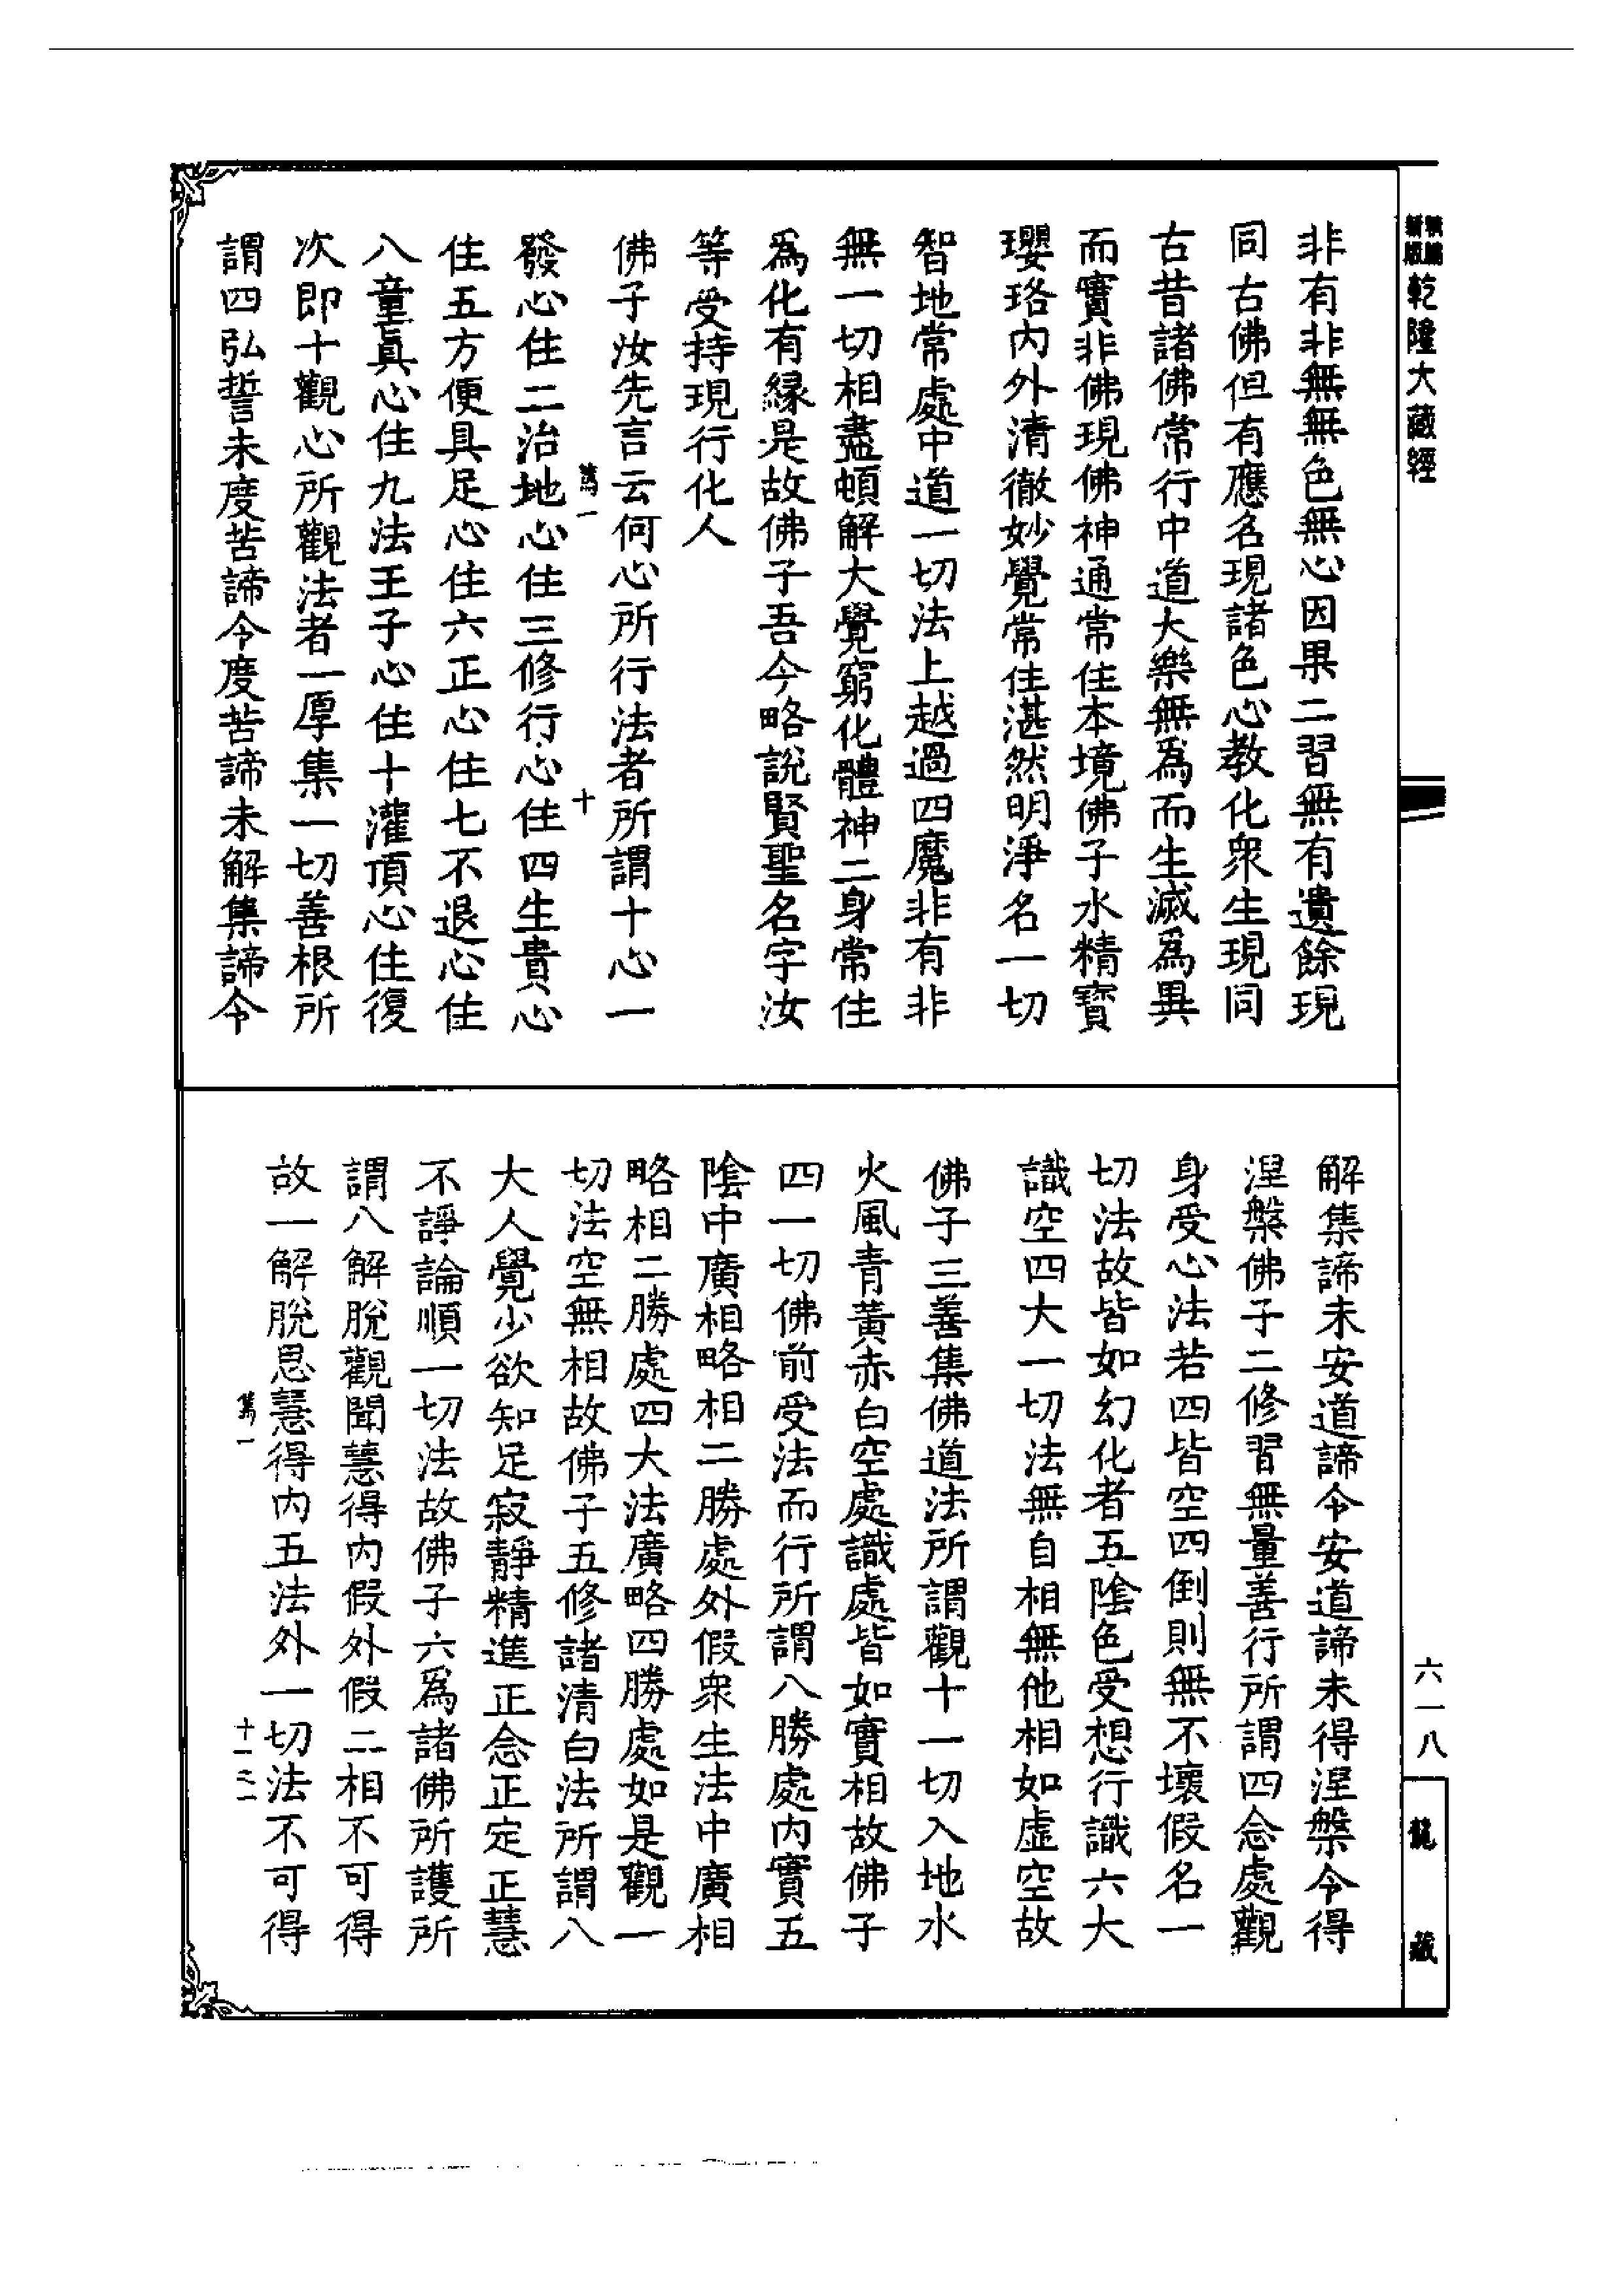 新編縮版乾隆大藏經
非有非無無色無心因果二習無有遺餘現
同古佛但有應名現諸色心教化眾生現同
古昔諸佛常行中道大樂無為而生滅為異
而實非佛現佛神通常住本境佛子水精寶
瓔珞內外清徹妙覺常住湛然明淨名一切
智地常處中道一切法上越過四魔非有非
無一切相盡頓解大覺窮化體神二身常住
為化有緣是故佛子吾今略說賢聖名字汝
等受持現行化人
佛子汝先言云何心所行法者所謂十心一
發心住二治地心住三修行心住四生貴心
住五方便具足心住六正心住七不退心住
八童真心住九法王子心住十灌頂心住復
次即十觀心所觀法者一厚集一切善根所
謂四弘誓未度苦諦令度苦諦未解集諦令
解集諦未安道諦令安道諦未得涅槃令得
涅槃佛子二修習無量善行所謂四念處觀
身受心法若四皆空四倒則無不壞假名一
切法故皆如幻化者五陰色受想行識六大
識空四大一切法無自相無他相如虛空故
佛子三善集佛道法所謂觀十一切入地水
火風青黃赤白空處識處皆如實相故佛子
四一切佛前受法而行所謂八勝處內實五
陰中廣相略相二勝處外假眾生法中廣相
略相二勝處四大法廣略四勝處如是觀一
切法空無相故佛子五修諸清白法所謂八
大人覺少欲知足寂靜精進正念正定正慧
不諍論順一切法故佛子六為諸佛所護所
謂八解脫觀聞慧得內假外假二相不可得
故一解脫思慧得內五法外一切法不可得
六一八
龍藏